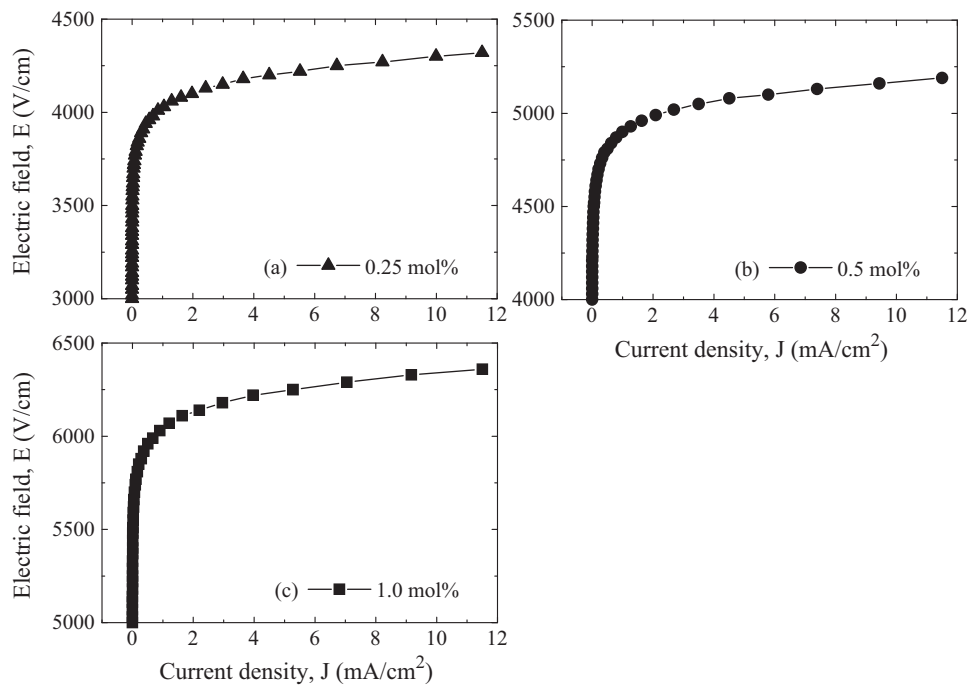 4500
4000
3500
3000
Electric field, E (V/cm)
(a) 0.25 mol%
0 2 4 6 8 10 12
5500
5000
4500
4000
(b) 0.5 mol%
0 2 4 6 8 10 12
Current density, J (mA/cm²)
6500
6000
5500
5000
Electric field, E (V/cm)
(c) 1.0 mol%
0 2 4 6 8 10 12
Current density, J (mA/cm²)